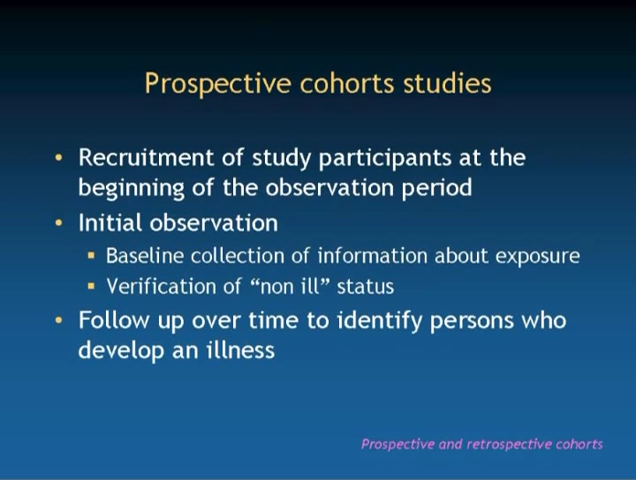 Prospective cohorts studies
• Recruitment of study participants at the
beginning of the observation period
• Initial observation
▪ Baseline collection of information about exposure
▪ Verification of “non ill” status
• Follow up over time to identify persons who
develop an illness
Prospective and retrospective cohorts